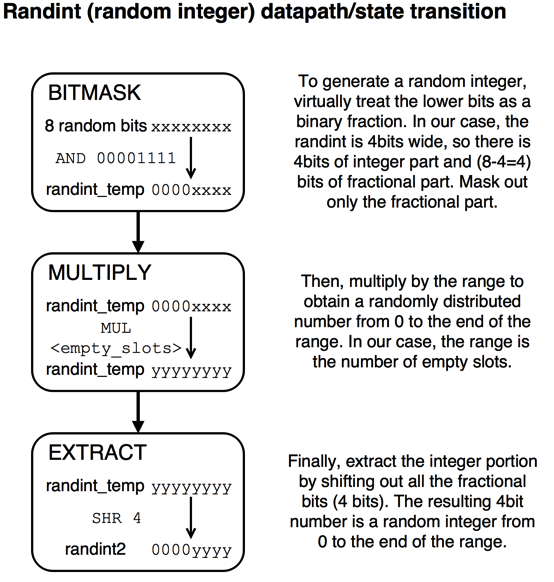 Randint (random integer) datapath/state transition
BITMASK
8 random bits xxxxxxxx
AND 00001111
randint_temp 0000xxxx
To generate a random integer,
virtually treat the lower bits as a
binary fraction. In our case, the
randint is 4bits wide, so there is
4bits of integer part and (8-4=4)
bits of fractional part. Mask out
only the fractional part.
MULTIPLY
randint_temp 0000xxxx
MUL
<empty_slots>
randint_temp yyyyyyyy
Then, multiply by the range to
obtain a randomly distributed
number from 0 to the end of the
range. In our case, the range is
the number of empty slots.
EXTRACT
randint_temp yyyyyyyy
SHR 4
randint2 0000yyyy
Finally, extract the integer portion
by shifting out all the fractional
bits (4 bits). The resulting 4bit
number is a random integer from
0 to the end of the range.